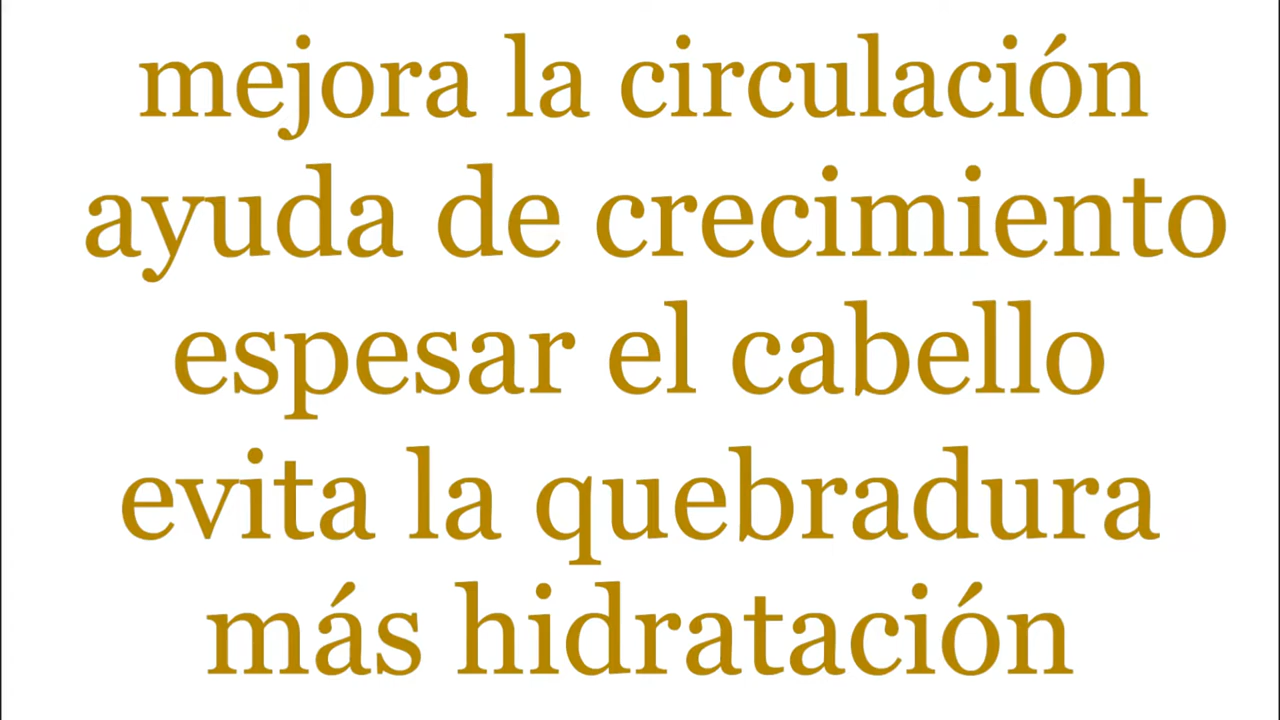 mejora la circulación
ayuda de crecimiento
espesar el cabello
evita la quebradura
más hidratación